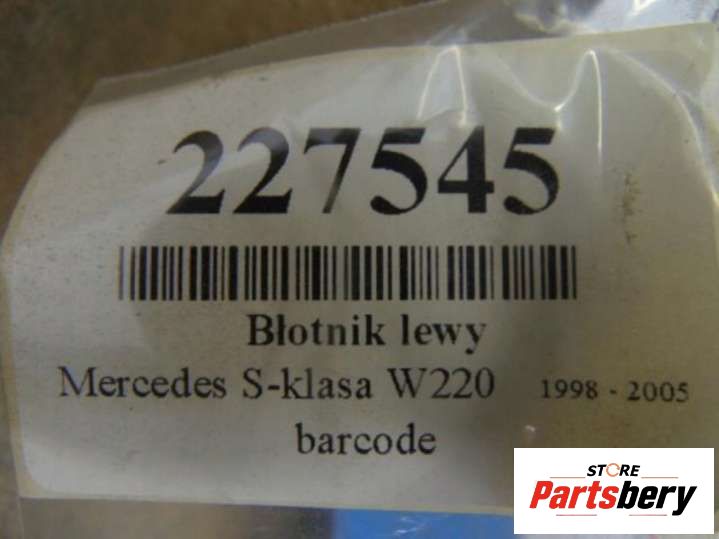 227545
Błotnik lewy
Mercedes S-klasa W220 1998 - 2005
barcode
STORE
Partsbery